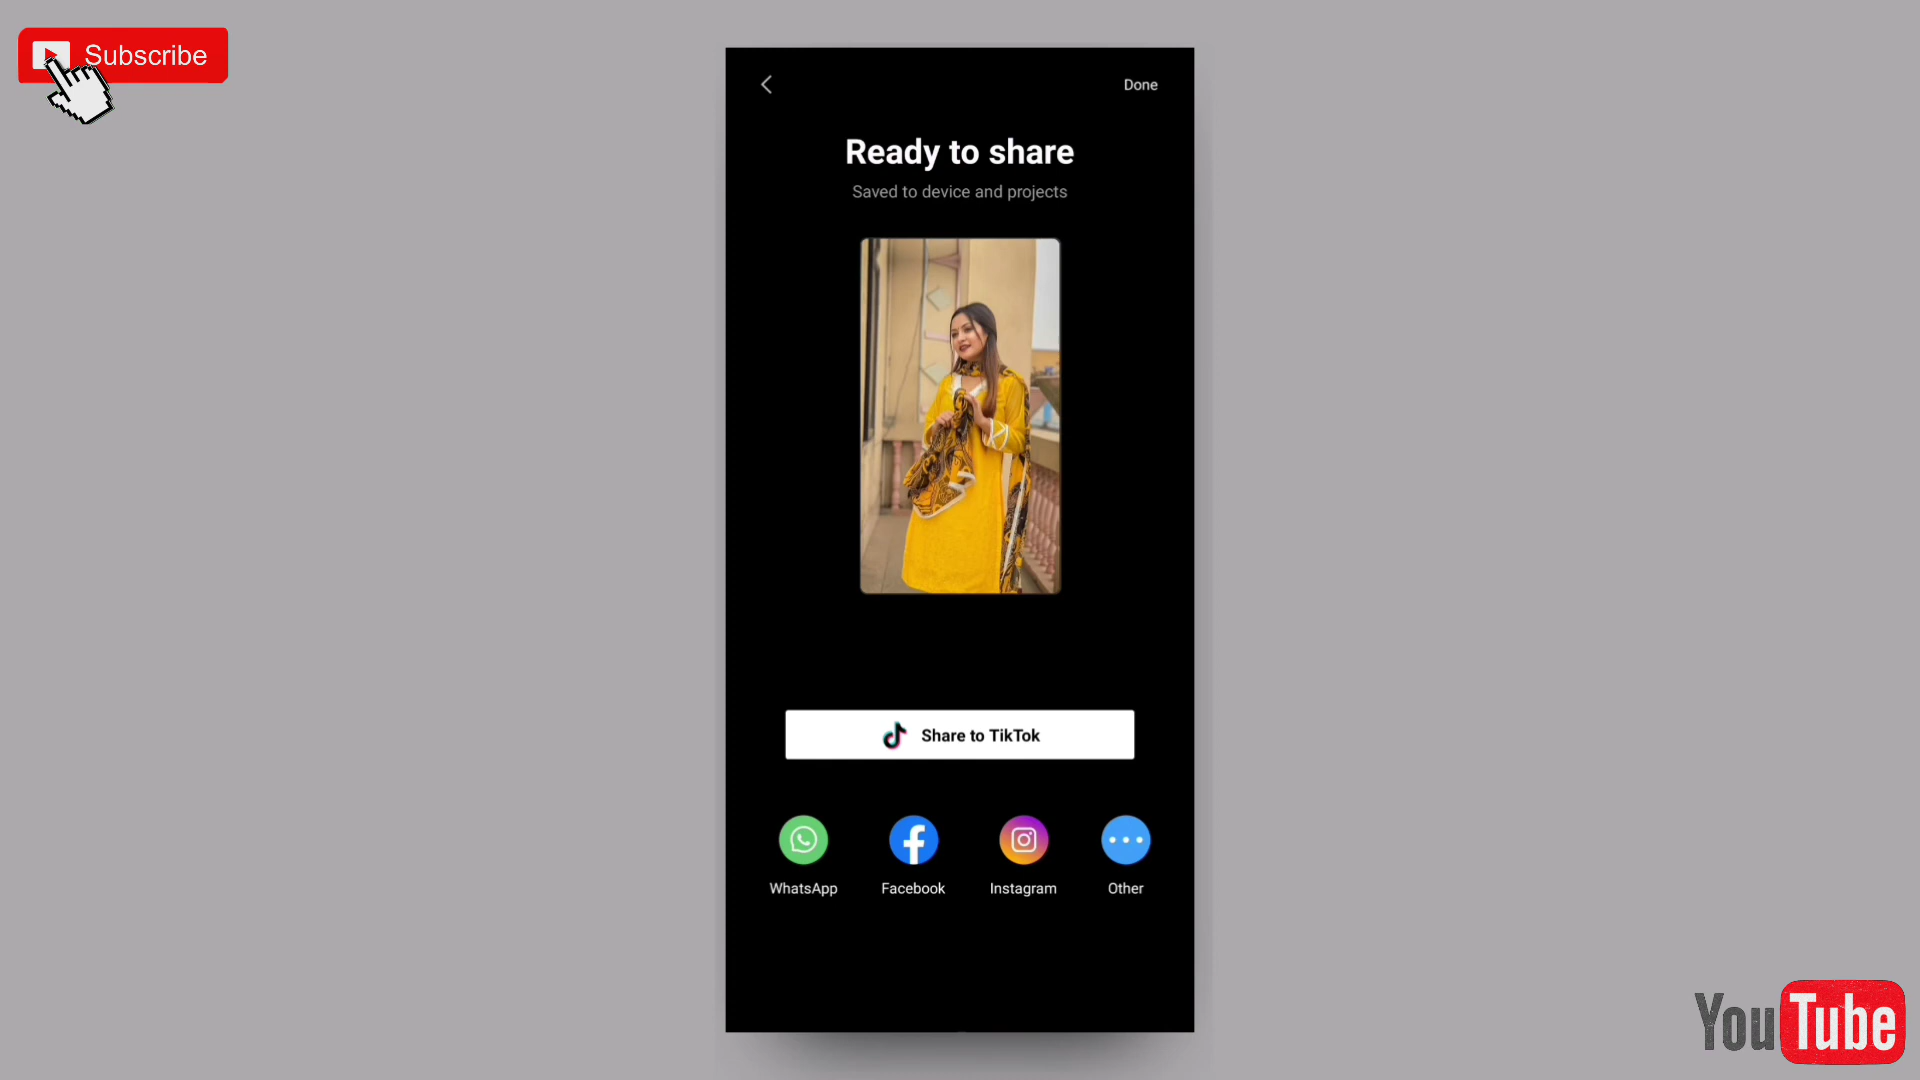 Subscribe
Done
Ready to share
Saved to device and projects
Share to TikTok
WhatsApp
Facebook
Instagram
Other
YouTube